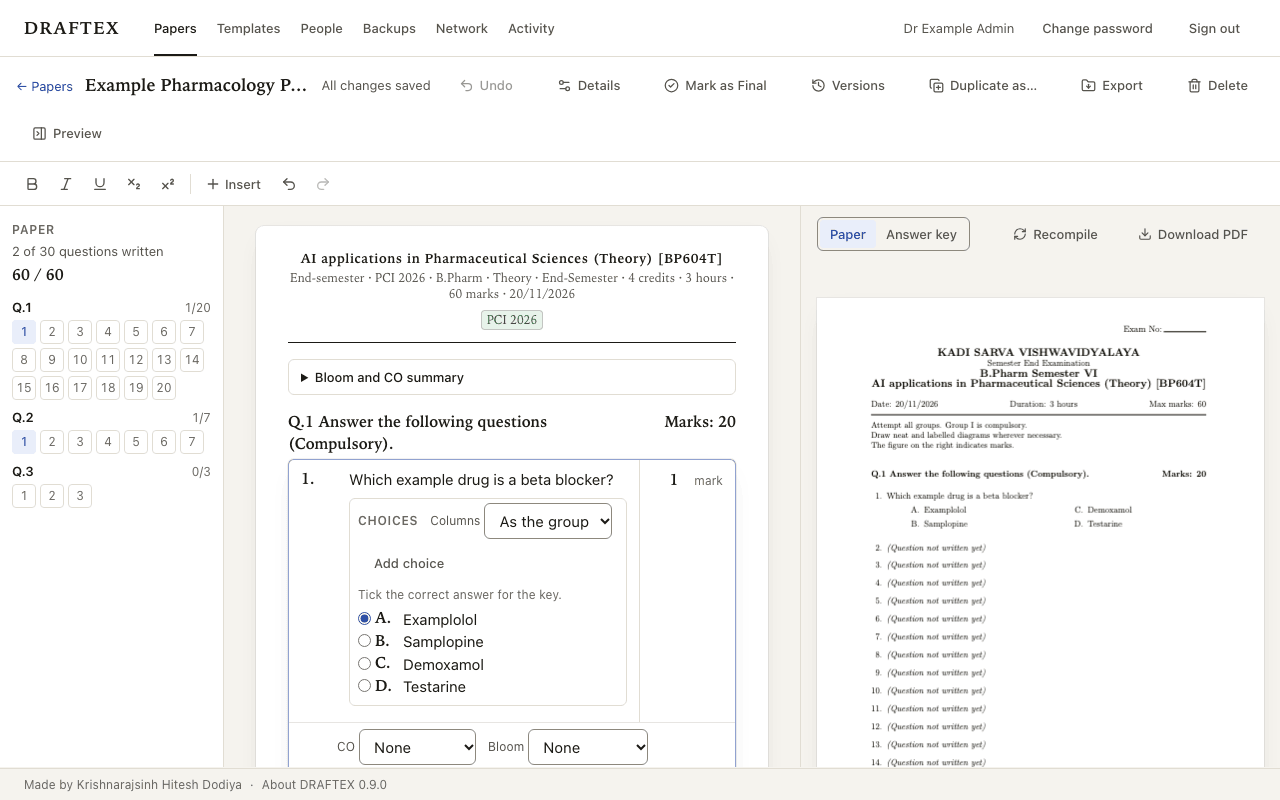 DRAFTEX Papers Templates People Backups Network Activity Dr Example Admin Change password Sign out
← Papers Example Pharmacology P... All changes saved Undo Details Mark as Final Versions Duplicate as... Export Delete
Preview
B I U x₂ x² + Insert
PAPER
2 of 30 questions written
60 / 60
Q.1 1/20
1 2 3 4 5 6 7
8 9 10 11 12 13 14
15 16 17 18 19 20
Q.2 1/7
1 2 3 4 5 6 7
Q.3 0/3
1 2 3
AI applications in Pharmaceutical Sciences (Theory) [BP604T]
End-semester · PCI 2026 · B.Pharm · Theory · End-Semester · 4 credits · 3 hours ·
60 marks · 20/11/2026
PCI 2026
Bloom and CO summary
Q.1 Answer the following questions Marks: 20
(Compulsory).
1. Which example drug is a beta blocker? 1 mark
CHOICES Columns As the group
Add choice
Tick the correct answer for the key.
A. Examplolol
B. Samplopine
C. Demoxamol
D. Testarine
CO None Bloom None
Paper Answer key Recompile Download PDF
Exam No:
KADI SARVA VISHWAVIDYALAYA
Semester End Examination
B.Pharm Semester VI
AI applications in Pharmaceutical Sciences (Theory) [BP604T]
Date: 20/11/2026 Duration: 3 hours Max marks: 60
Attempt all groups. Group I is compulsory.
Draw neat and labelled diagrams wherever necessary.
The figure on the right indicates marks.
Q.1 Answer the following questions (Compulsory). Marks: 20
1. Which example drug is a beta blocker?
A. Examplolol C. Demoxamol
B. Samplopine D. Testarine
2. (Question not written yet)
3. (Question not written yet)
4. (Question not written yet)
5. (Question not written yet)
6. (Question not written yet)
7. (Question not written yet)
8. (Question not written yet)
9. (Question not written yet)
10. (Question not written yet)
11. (Question not written yet)
12. (Question not written yet)
13. (Question not written yet)
14. (Question not written yet)
Made by Krishnarajsinh Hitesh Dodiya · About DRAFTEX 0.9.0